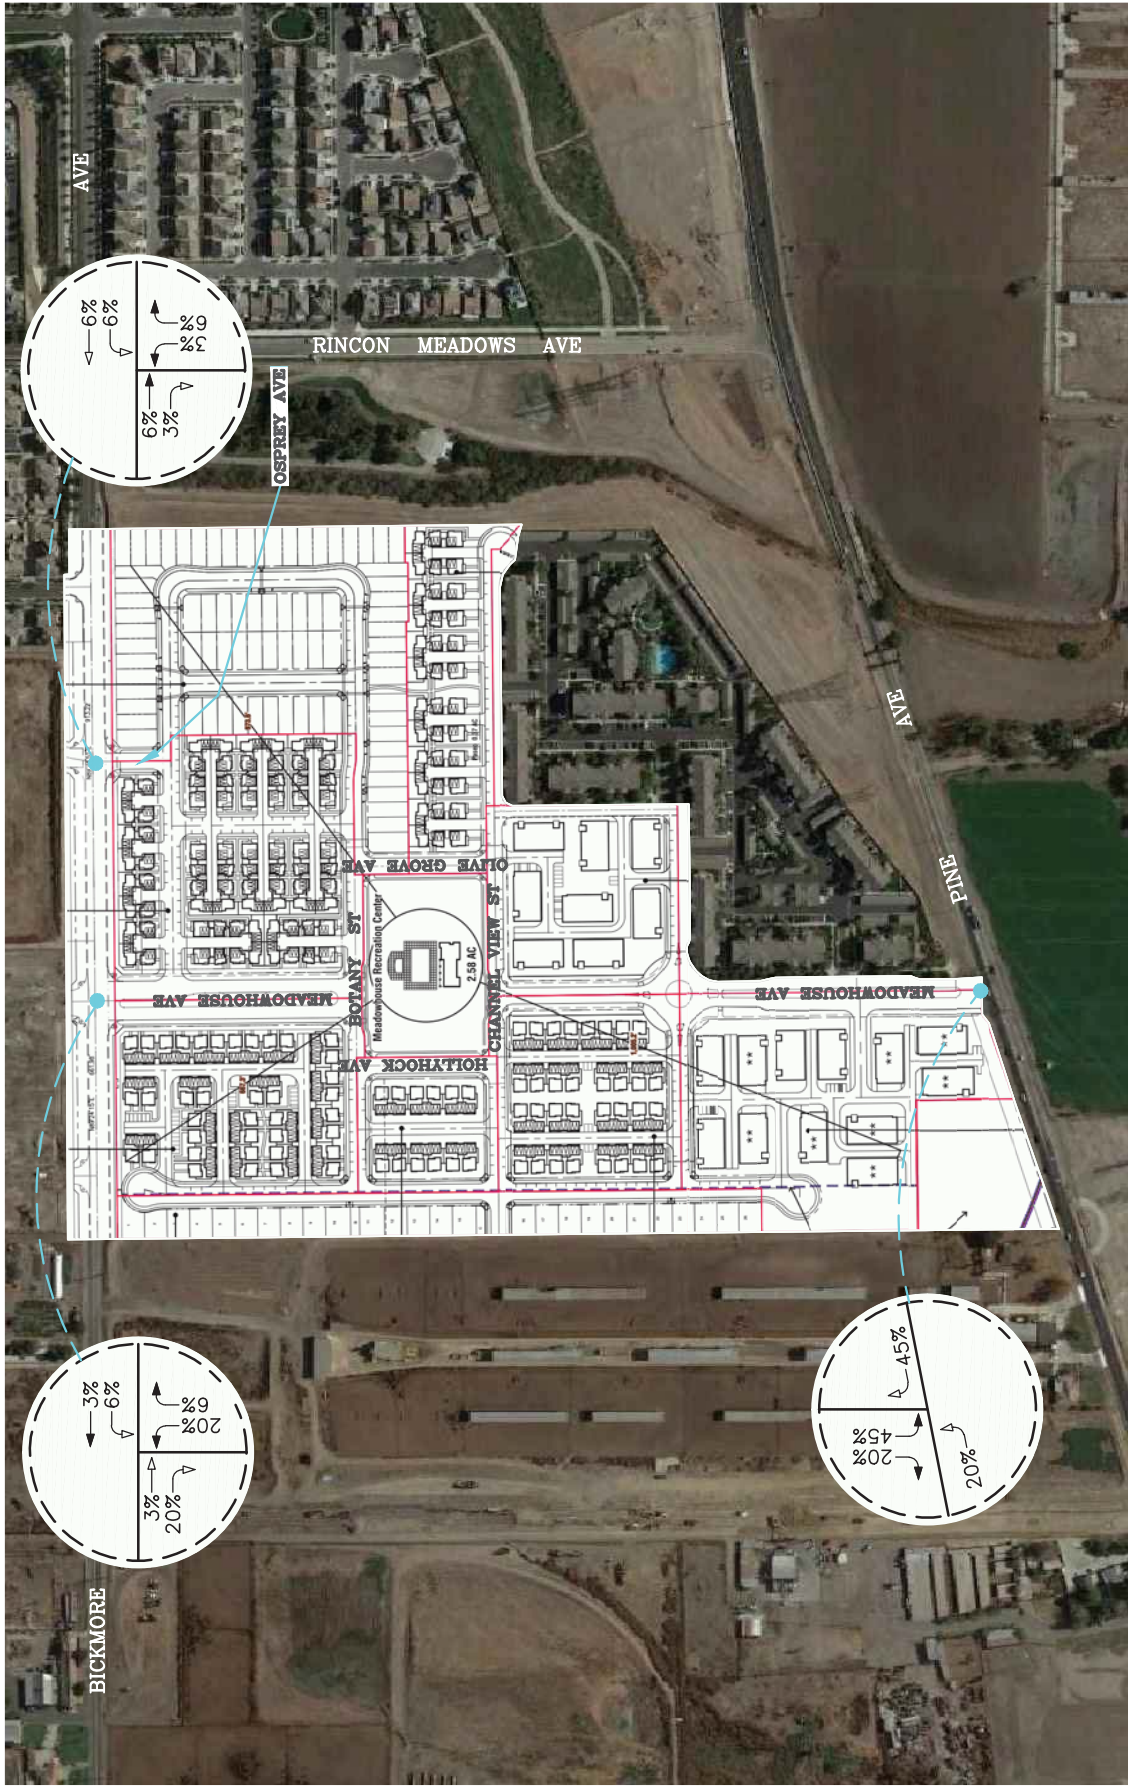 AVE
6%
6%
6%
3%
6%
3%
RINCON MEADOWS AVE
OSPREY AVE
OLIVE GROVE AVE
AVE
PINE
MEADOWHOUSE AVE
BOTANY ST
Meadowhouse Recreation Center
2.58 AC
CHANNEL VIEW ST
MEADOWHOUSE AVE
HOLLYHOCK AVE
**
**
**
**
**
**
**
**
3%
6%
6%
20%
3%
20%
45%
45%
20%
20%
BICKMORE